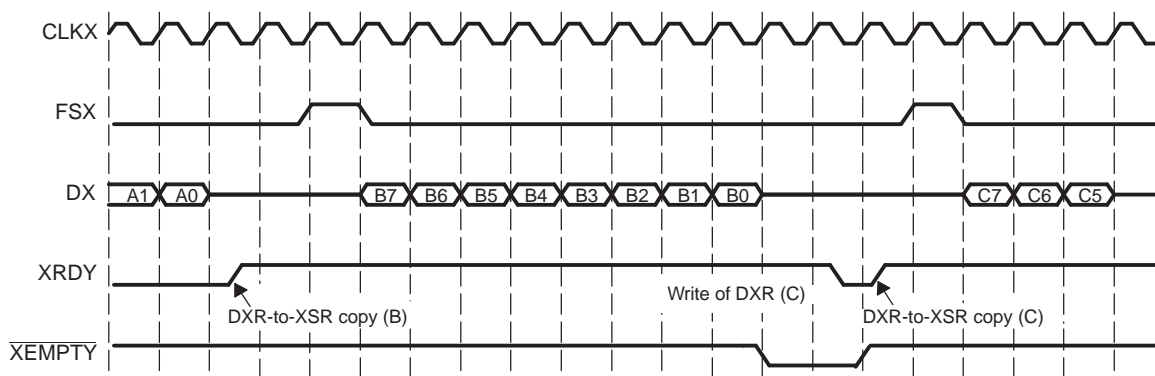 CLKX
FSX
DX A1 A0 B7 B6 B5 B4 B3 B2 B1 B0 C7 C6 C5
XRDY
Write of DXR (C)
DXR-to-XSR copy (B) DXR-to-XSR copy (C)
XEMPTY